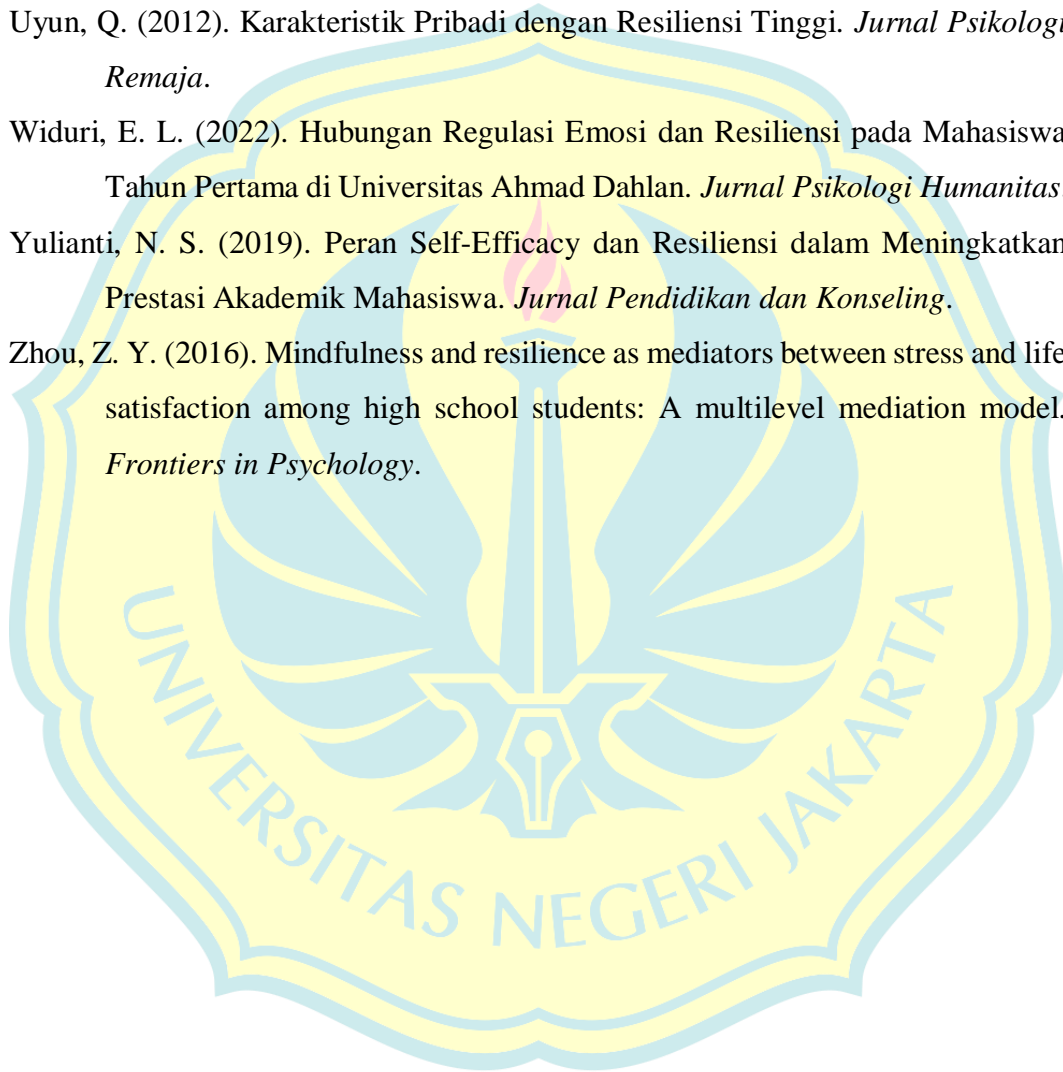 Uyun, Q. (2012). Karakteristik Pribadi dengan Resiliensi Tinggi. Jurnal Psikologi
Remaja.
Widuri, E. L. (2022). Hubungan Regulasi Emosi dan Resiliensi pada Mahasiswa
Tahun Pertama di Universitas Ahmad Dahlan. Jurnal Psikologi Humanitas
Yulianti, N. S. (2019). Peran Self-Efficacy dan Resiliensi dalam Meningkatkan
Prestasi Akademik Mahasiswa. Jurnal Pendidikan dan Konseling.
Zhou, Z. Y. (2016). Mindfulness and resilience as mediators between stress and life
satisfaction among high school students: A multilevel mediation model.
Frontiers in Psychology.
UNIVERSITAS NEGERI JAKARTA